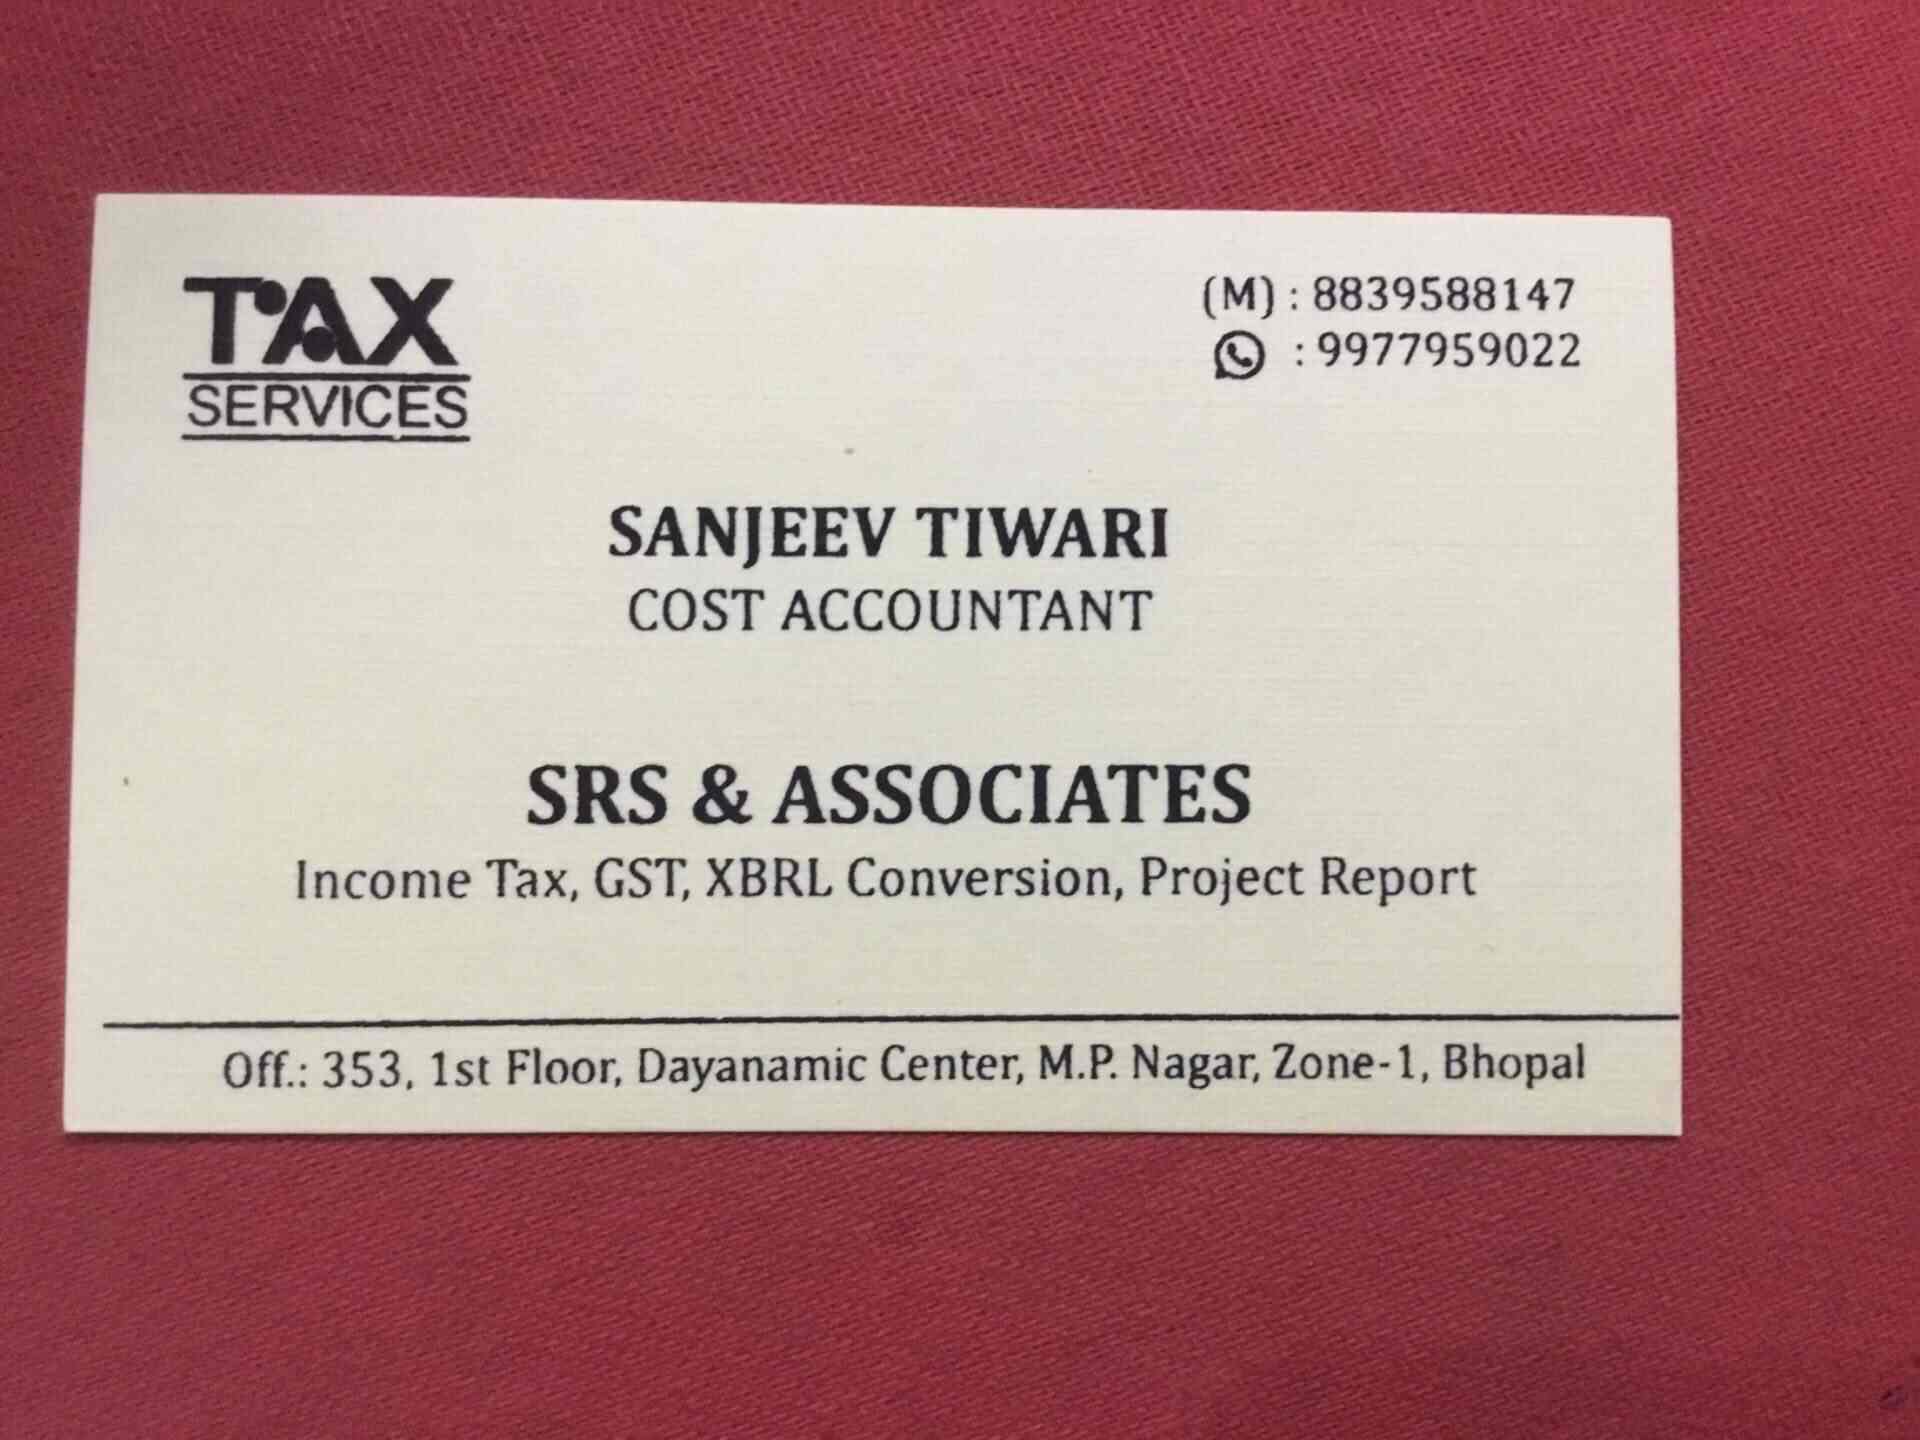 TAX
SERVICES
(M) : 8839588147
: 9977959022
SANJEEV TIWARI
COST ACCOUNTANT
SRS & ASSOCIATES
Income Tax, GST, XBRL Conversion, Project Report
Off.: 353, 1st Floor, Dayanamic Center, M.P. Nagar, Zone-1, Bhopal